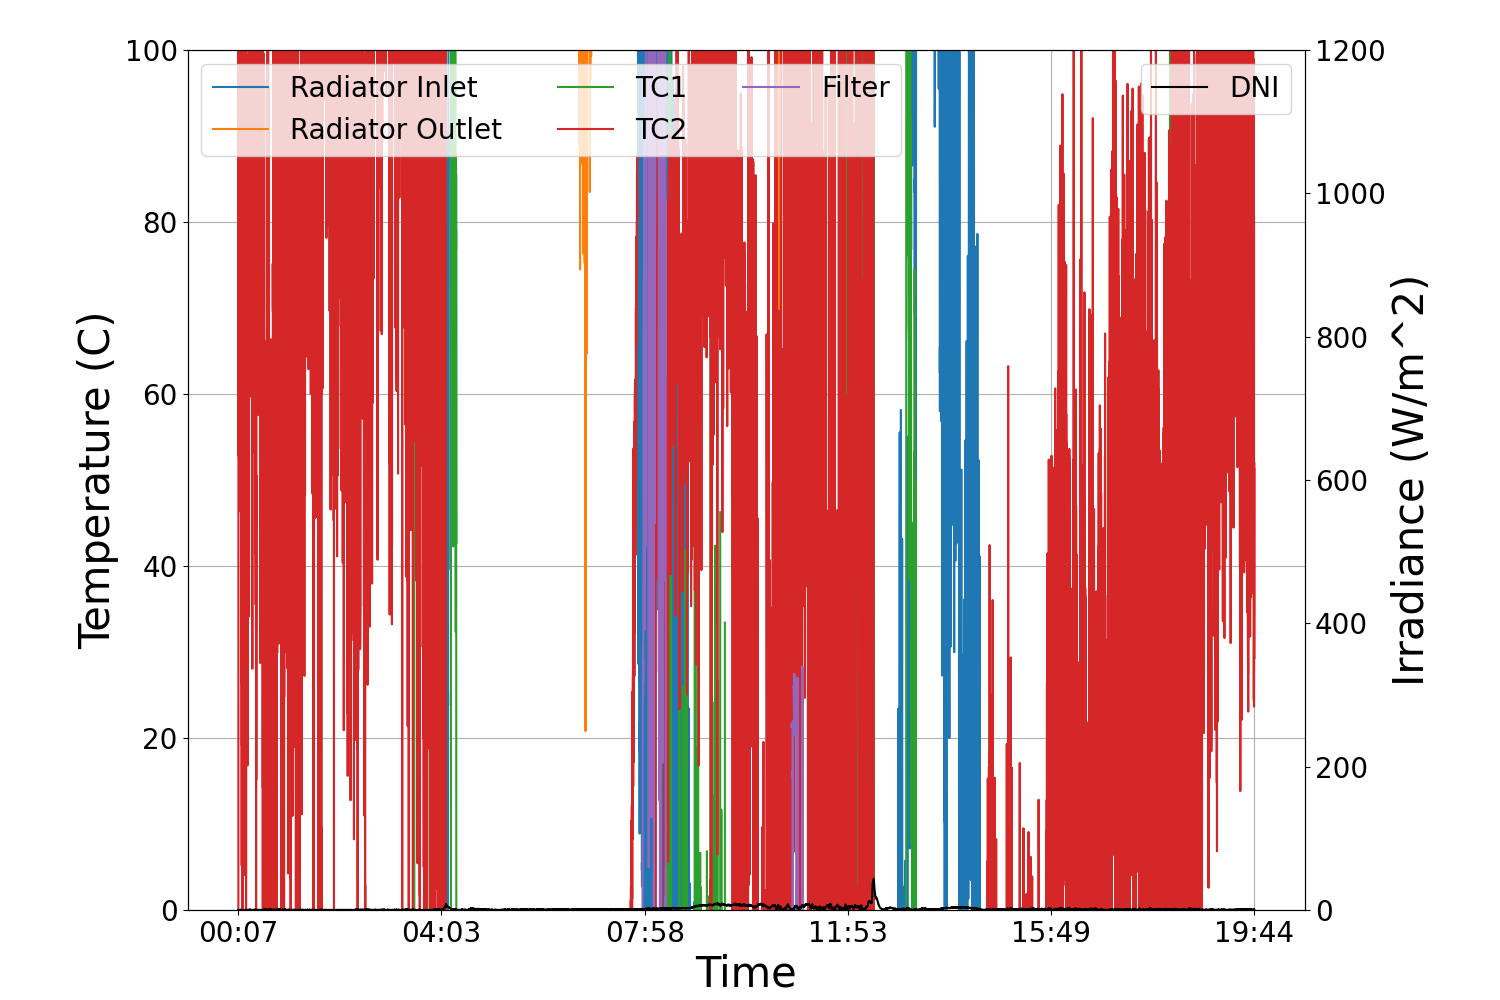 100
80
60
40
20
0
Temperature (C)
Radiator Inlet
Radiator Outlet
TC1
TC2
Filter
DNI
1200
1000
800
600
400
200
0
Irradiance (W/m^2)
00:07 04:03 07:58 11:53 15:49 19:44
Time